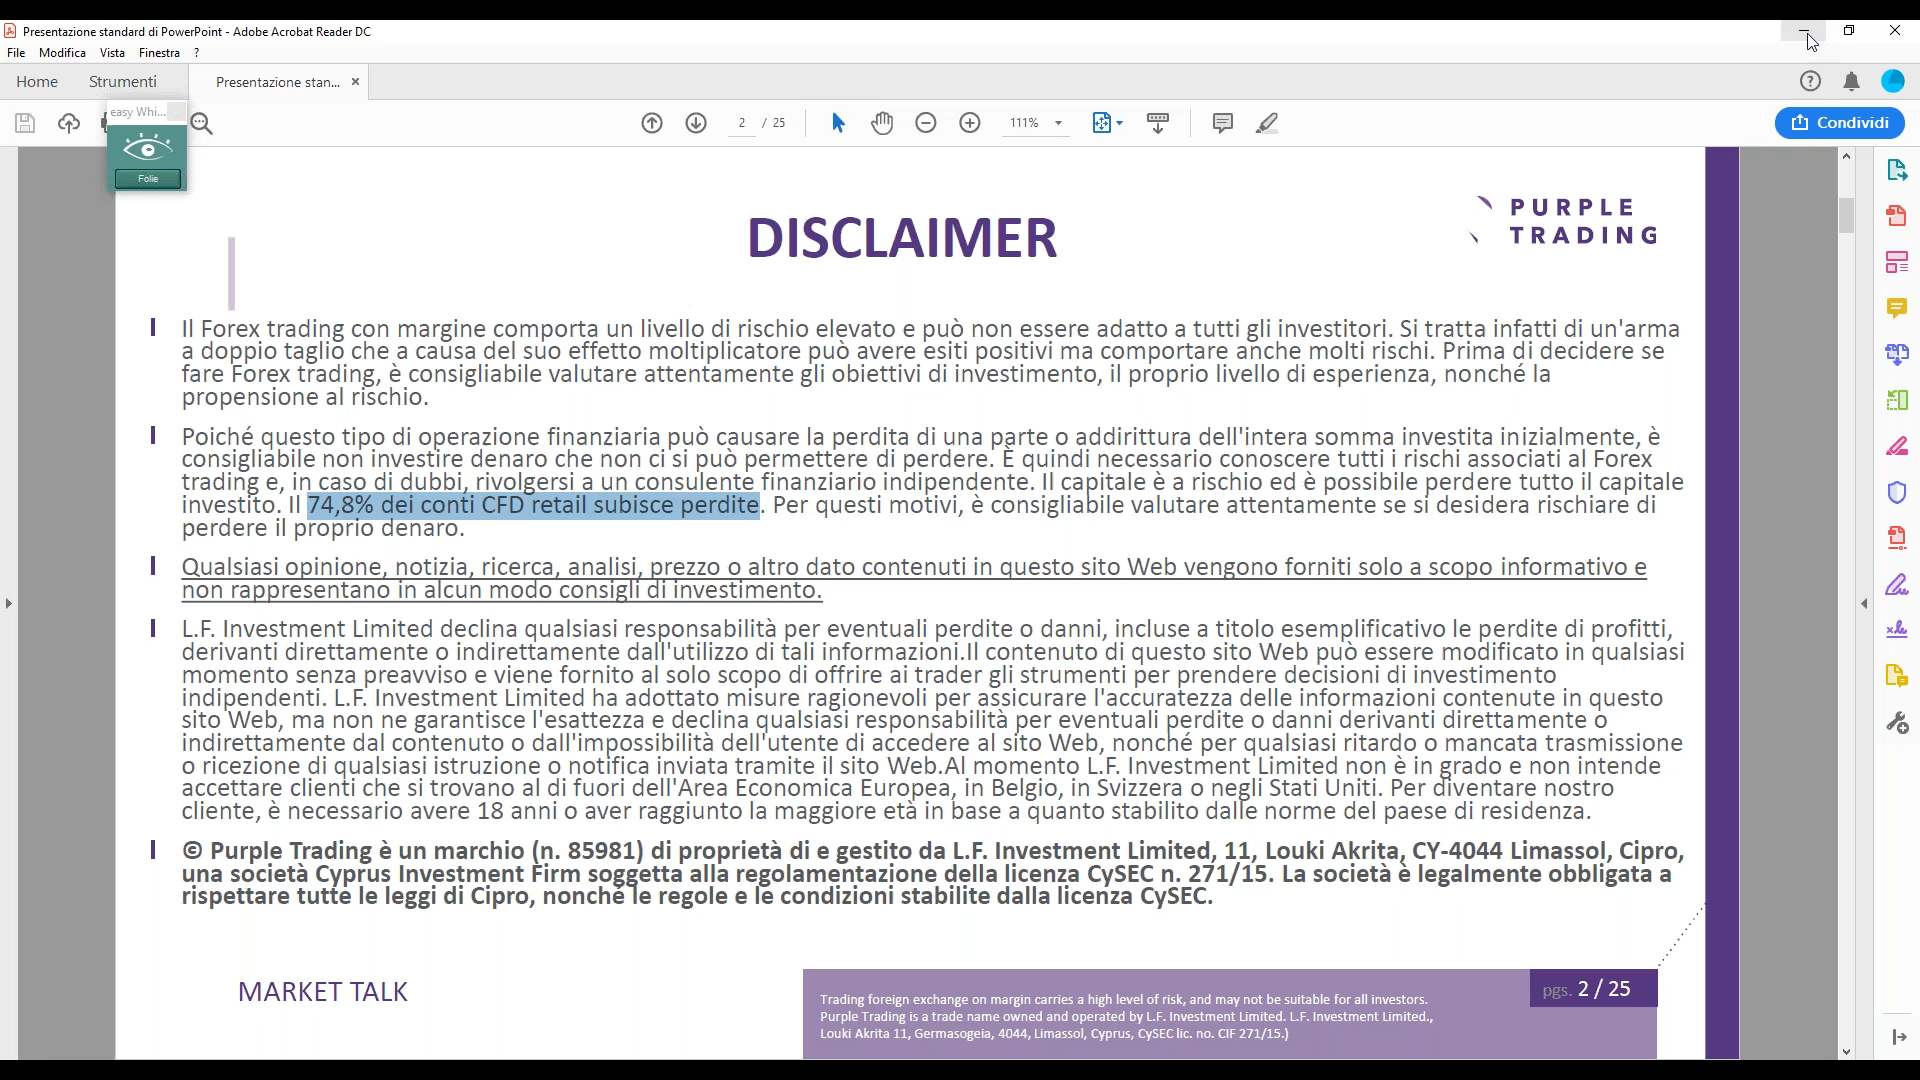 Presentazione standard di PowerPoint - Adobe Acrobat Reader DC
File Modifica Vista Finestra ?
Home Strumenti Presentazione stan... ×
easy Whi...
Folie
2 / 25
111%
Condividi
PURPLE
TRADING
DISCLAIMER
Il Forex trading con margine comporta un livello di rischio elevato e può non essere adatto a tutti gli investitori. Si tratta infatti di un'arma
a doppio taglio che a causa del suo effetto moltiplicatore può avere esiti positivi ma comportare anche molti rischi. Prima di decidere se
fare Forex trading, è consigliabile valutare attentamente gli obiettivi di investimento, il proprio livello di esperienza, nonché la
propensione al rischio.
Poiché questo tipo di operazione finanziaria può causare la perdita di una parte o addirittura dell'intera somma investita inizialmente, è
consigliabile non investire denaro che non ci si può permettere di perdere. È quindi necessario conoscere tutti i rischi associati al Forex
trading e, in caso di dubbi, rivolgersi a un consulente finanziario indipendente. Il capitale è a rischio ed è possibile perdere tutto il capitale
investito. Il 74,8% dei conti CFD retail subisce perdite. Per questi motivi, è consigliabile valutare attentamente se si desidera rischiare di
perdere il proprio denaro.
Qualsiasi opinione, notizia, ricerca, analisi, prezzo o altro dato contenuti in questo sito Web vengono forniti solo a scopo informativo e
non rappresentano in alcun modo consigli di investimento.
L.F. Investment Limited declina qualsiasi responsabilità per eventuali perdite o danni, incluse a titolo esemplificativo le perdite di profitti,
derivanti direttamente o indirettamente dall'utilizzo di tali informazioni.Il contenuto di questo sito Web può essere modificato in qualsiasi
momento senza preavviso e viene fornito al solo scopo di offrire ai trader gli strumenti per prendere decisioni di investimento
indipendenti. L.F. Investment Limited ha adottato misure ragionevoli per assicurare l'accuratezza delle informazioni contenute in questo
sito Web, ma non ne garantisce l'esattezza e declina qualsiasi responsabilità per eventuali perdite o danni derivanti direttamente o
indirettamente dal contenuto o dall'impossibilità dell'utente di accedere al sito Web, nonché per qualsiasi ritardo o mancata trasmissione
o ricezione di qualsiasi istruzione o notifica inviata tramite il sito Web.Al momento L.F. Investment Limited non è in grado e non intende
accettare clienti che si trovano al di fuori dell'Area Economica Europea, in Belgio, in Svizzera o negli Stati Uniti. Per diventare nostro
cliente, è necessario avere 18 anni o aver raggiunto la maggiore età in base a quanto stabilito dalle norme del paese di residenza.
© Purple Trading è un marchio (n. 85981) di proprietà di e gestito da L.F. Investment Limited, 11, Louki Akrita, CY-4044 Limassol, Cipro,
una società Cyprus Investment Firm soggetta alla regolamentazione della licenza CySEC n. 271/15. La società è legalmente obbligata a
rispettare tutte le leggi di Cipro, nonché le regole e le condizioni stabilite dalla licenza CySEC.
MARKET TALK
Trading foreign exchange on margin carries a high level of risk, and may not be suitable for all investors.
Purple Trading is a trade name owned and operated by L.F. Investment Limited. L.F. Investment Limited.,
Louki Akrita 11, Germasogeia, 4044, Limassol, Cyprus, CySEC lic. no. CIF 271/15.)
pgs. 2 / 25